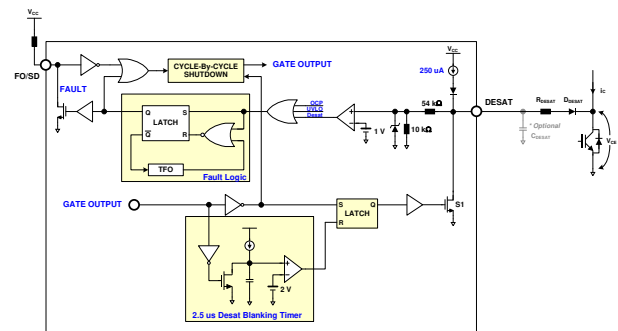 VCC
FO/SD
FAULT
CYCLE-By-CYCLE
SHUTDOWN
GATE OUTPUT
VCC
250 uA
54 kΩ
DESAT
RDESAT
DDESAT
iC
* Optional
CDESAT
VCE
Q
S
LATCH
Q
R
TFO
Fault Logic
OCP
UVLO
Desat
1 V
10 kΩ
GATE OUTPUT
S
Q
LATCH
R
S1
2 V
2.5 us Desat Blanking Timer